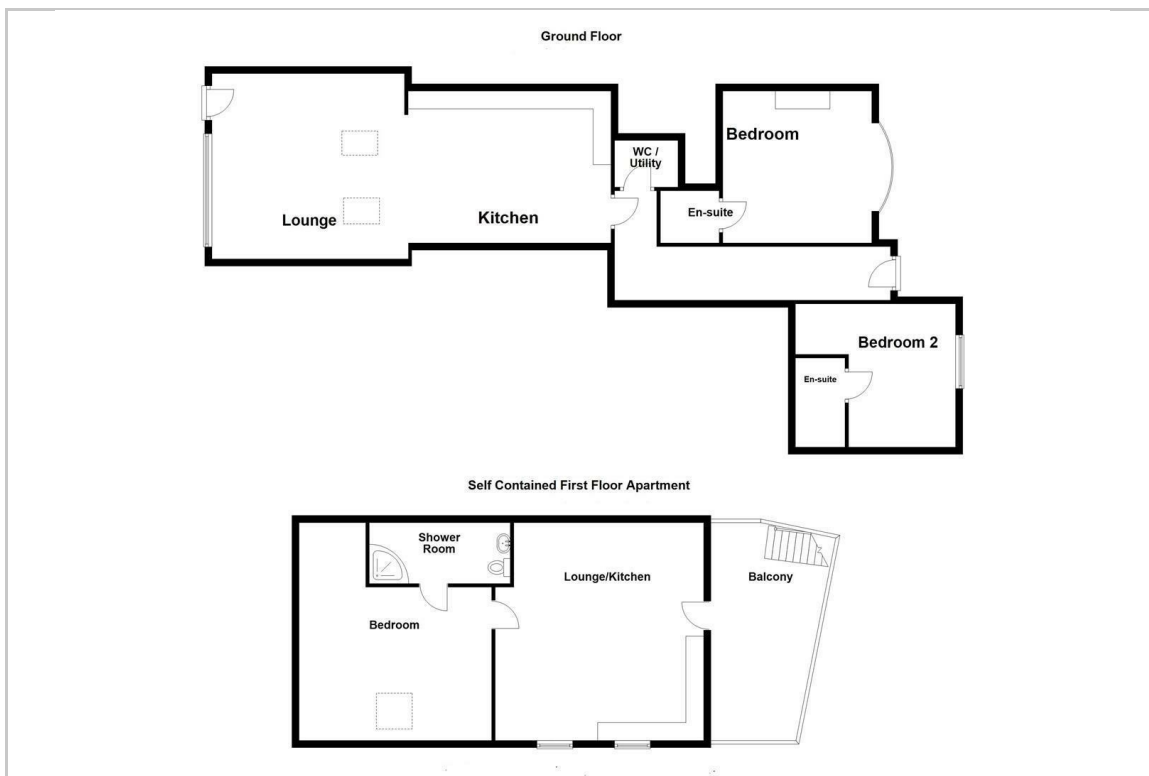 Ground Floor
Bedroom
WC /
Utility
En-suite
Kitchen
Lounge
Bedroom 2
En-suite
Self Contained First Floor Apartment
Shower
Room
Lounge/Kitchen
Balcony
Bedroom